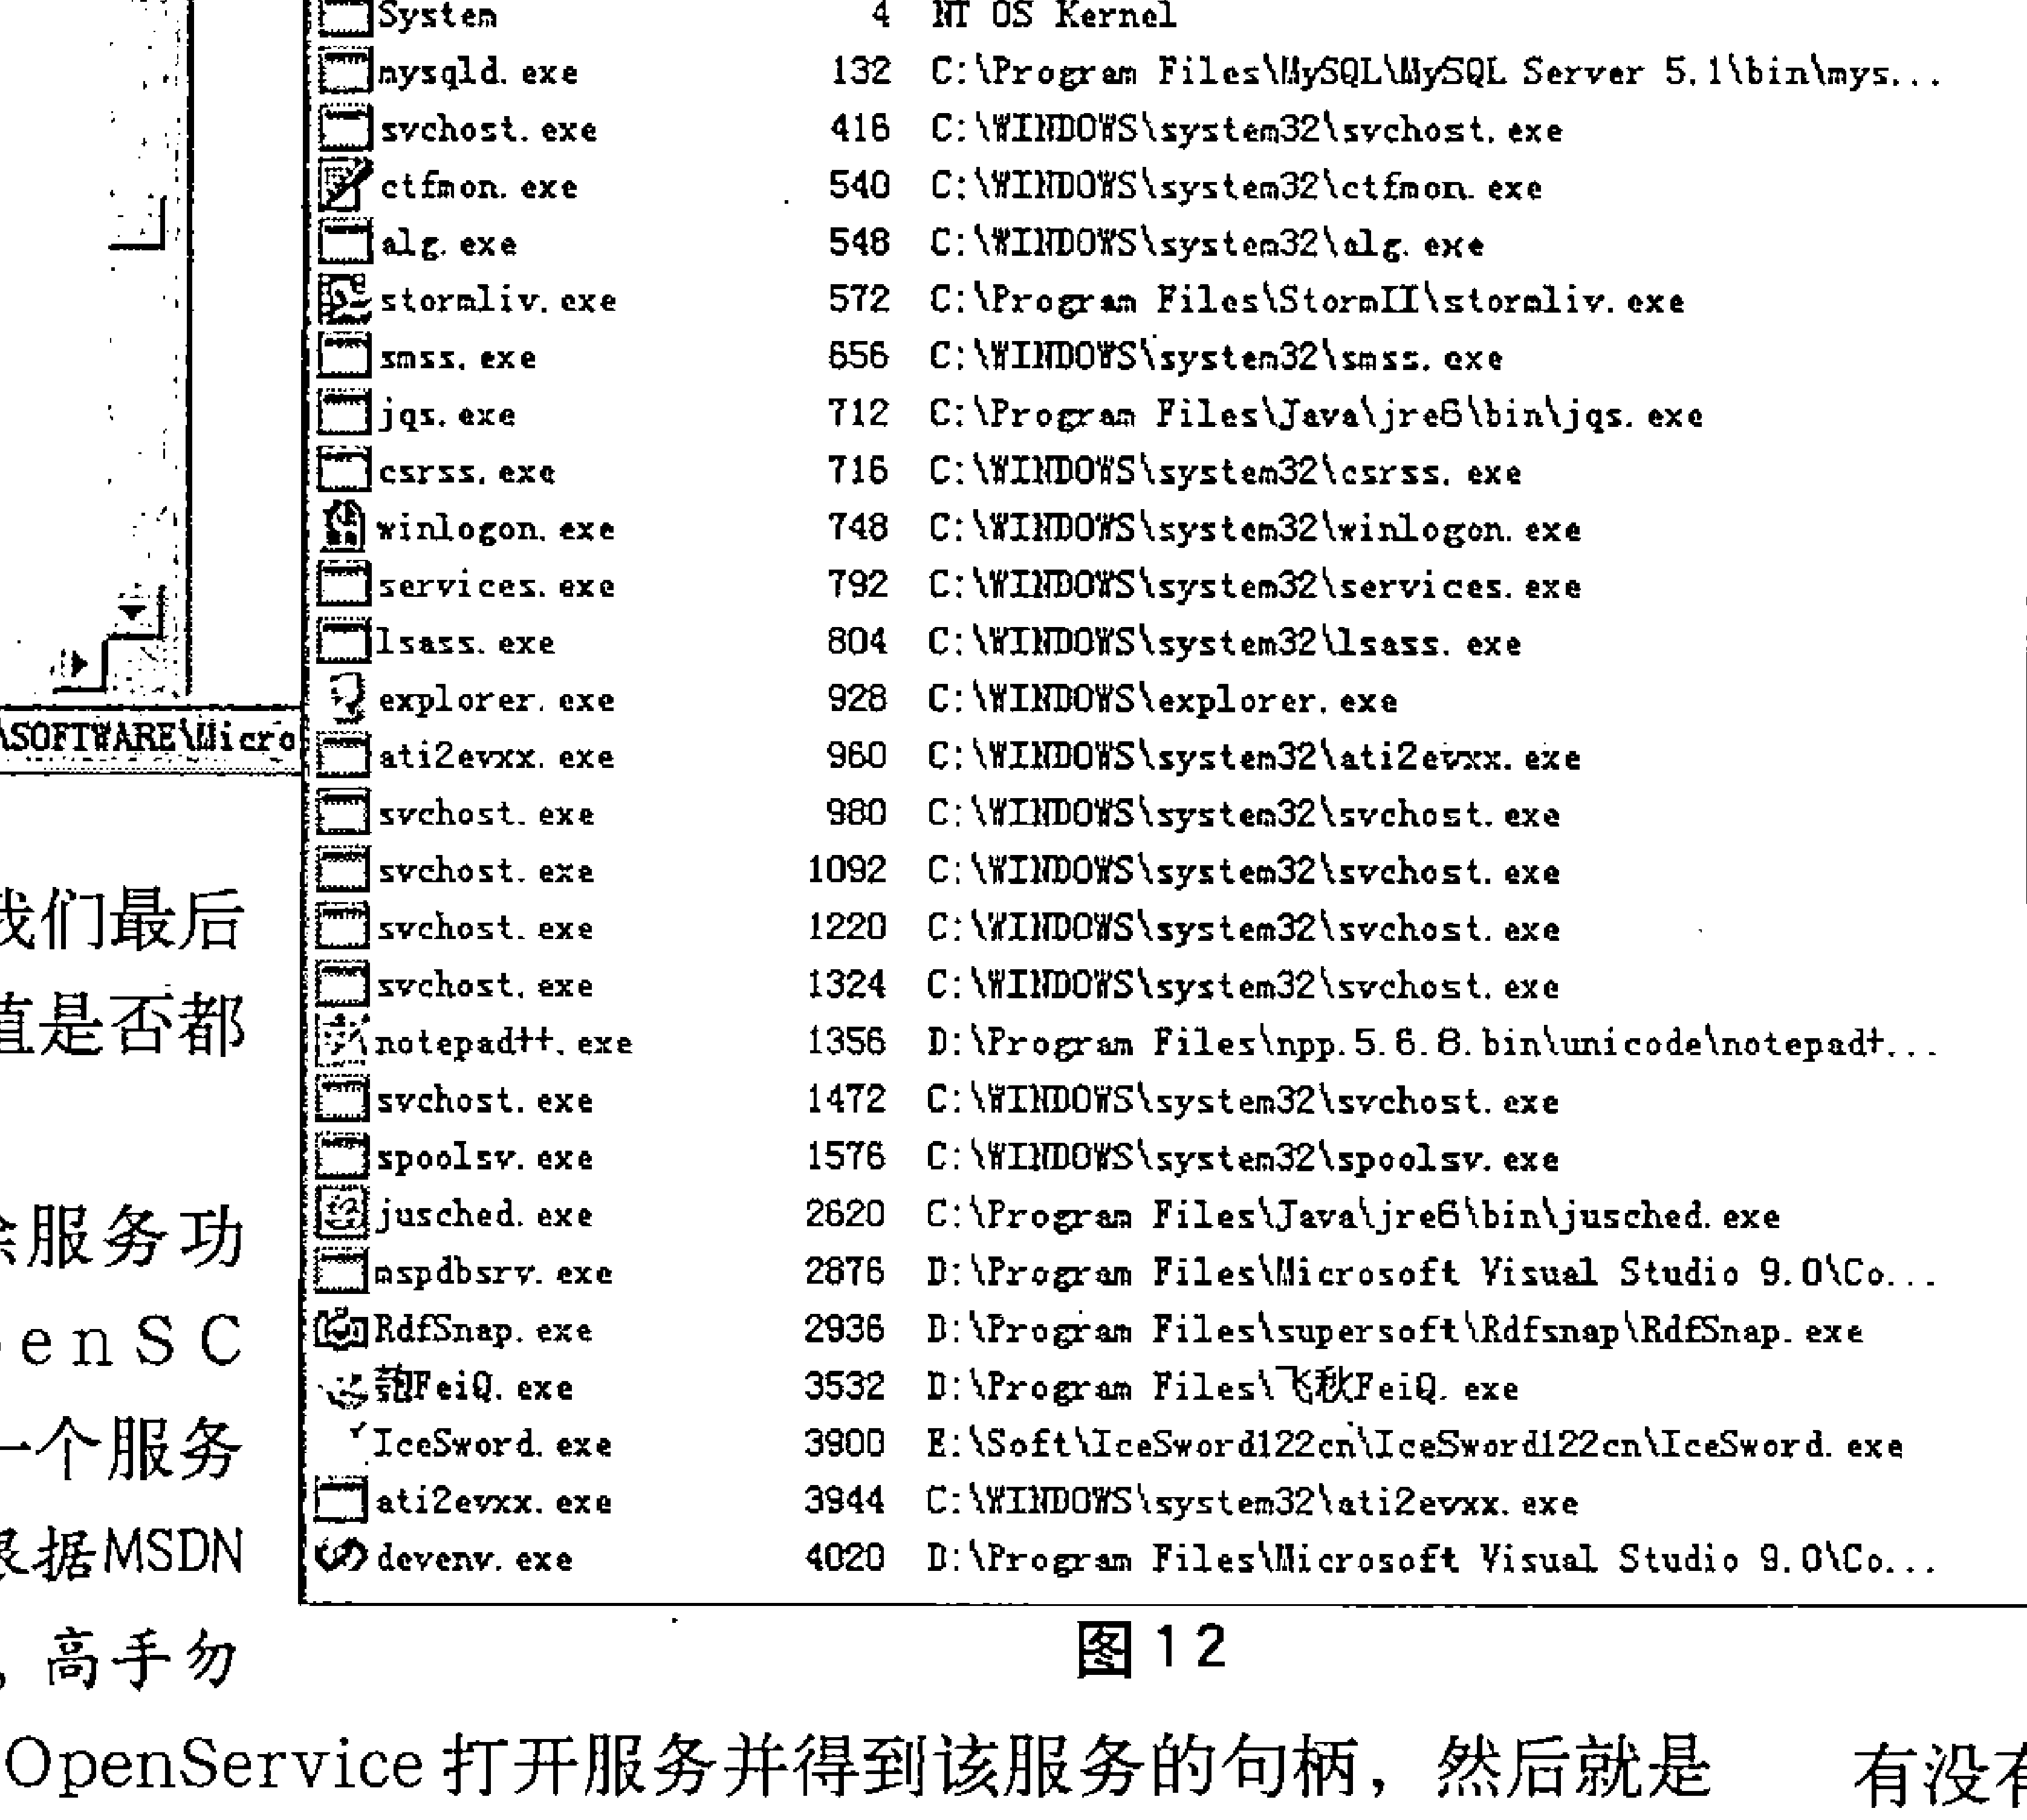 System 4 NT OS Kernel
mysqld.exe 132 C:\Program Files\MySQL\MySQL Server 5.1\bin\mys...
svchost.exe 416 C:\WINDOWS\system32\svchost.exe
ctfmon.exe 540 C:\WINDOWS\system32\ctfmon.exe
alg.exe 548 C:\WINDOWS\system32\alg.exe
stormliv.exe 572 C:\Program Files\StormII\stormliv.exe
smss.exe 656 C:\WINDOWS\system32\smss.exe
jqs.exe 712 C:\Program Files\Java\jre6\bin\jqs.exe
csrss.exe 716 C:\WINDOWS\system32\csrss.exe
winlogon.exe 748 C:\WINDOWS\system32\winlogon.exe
services.exe 792 C:\WINDOWS\system32\services.exe
lsass.exe 804 C:\WINDOWS\system32\lsass.exe
explorer.exe 928 C:\WINDOWS\explorer.exe
ati2evxx.exe 960 C:\WINDOWS\system32\ati2evxx.exe
svchost.exe 980 C:\WINDOWS\system32\svchost.exe
svchost.exe 1092 C:\WINDOWS\system32\svchost.exe
svchost.exe 1220 C:\WINDOWS\system32\svchost.exe
svchost.exe 1324 C:\WINDOWS\system32\svchost.exe
notepad++.exe 1356 D:\Program Files\npp.5.6.8.bin\unicode\notepad+...
svchost.exe 1472 C:\WINDOWS\system32\svchost.exe
spoolsv.exe 1576 C:\WINDOWS\system32\spoolsv.exe
jusched.exe 2620 C:\Program Files\Java\jre6\bin\jusched.exe
mspdbsrv.exe 2876 D:\Program Files\Microsoft Visual Studio 9.0\Co...
RdfSnap.exe 2936 D:\Program Files\supersoft\Rdfsnap\RdfSnap.exe
FeiQ.exe 3532 D:\Program Files\飞秋FeiQ.exe
IceSword.exe 3900 E:\Soft\IceSword122cn\IceSword122cn\IceSword.exe
ati2evxx.exe 3944 C:\WINDOWS\system32\ati2evxx.exe
devenv.exe 4020 D:\Program Files\Microsoft Visual Studio 9.0\Co...
图12
\SOFTWARE\Micro
我们最后
值是否都
除服务功
enSC
一个服务
根据MSDN
，高手勿
OpenService 打开服务并得到该服务的句柄，然后就是
有没有